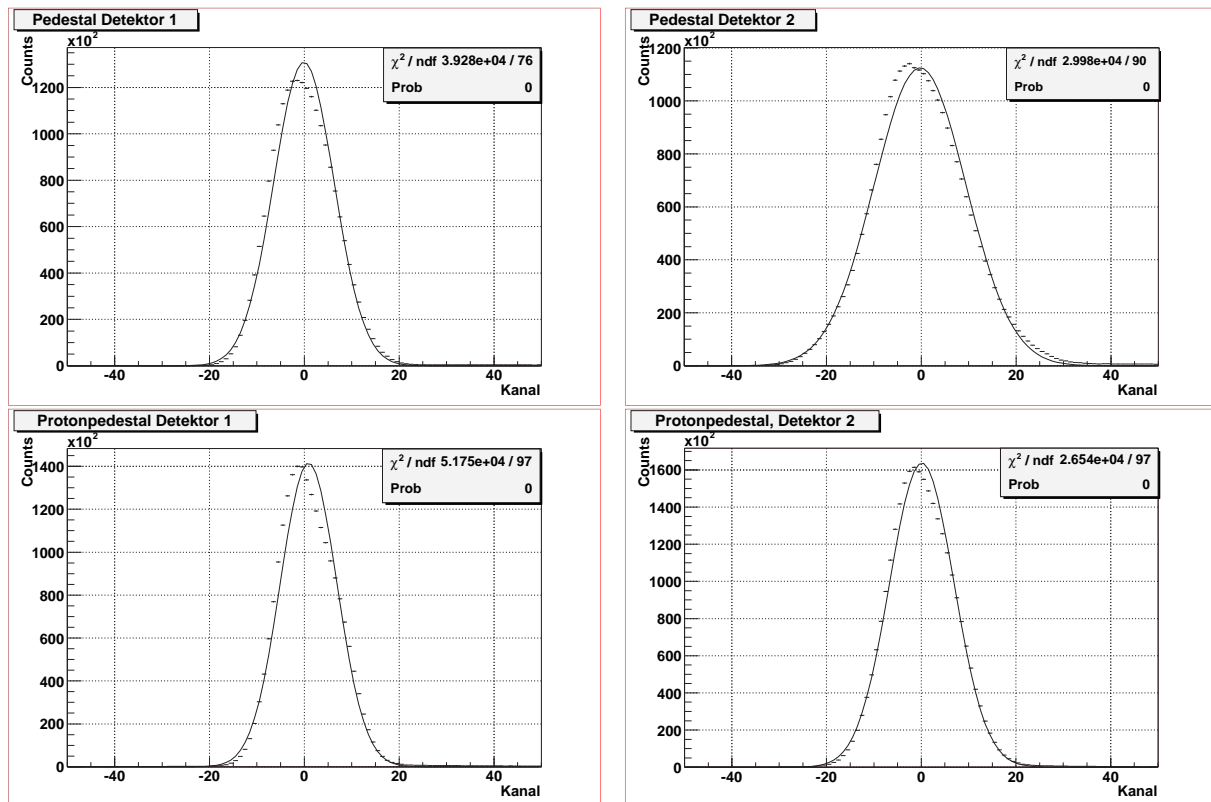 Pedestal Detektor 1
x10²
Counts
χ² / ndf 3.928e+04 / 76
Prob 0
1200
1000
800
600
400
200
0
-40 -20 0 20 40
Kanal
Pedestal Detektor 2
x10²
Counts
χ² / ndf 2.998e+04 / 90
Prob 0
1200
1000
800
600
400
200
0
-40 -20 0 20 40
Kanal
Protonpedestal Detektor 1
x10²
Counts
χ² / ndf 5.175e+04 / 97
Prob 0
1400
1200
1000
800
600
400
200
0
-40 -20 0 20 40
Kanal
Protonpedestal, Detektor 2
x10²
Counts
χ² / ndf 2.654e+04 / 97
Prob 0
1600
1400
1200
1000
800
600
400
200
0
-40 -20 0 20 40
Kanal